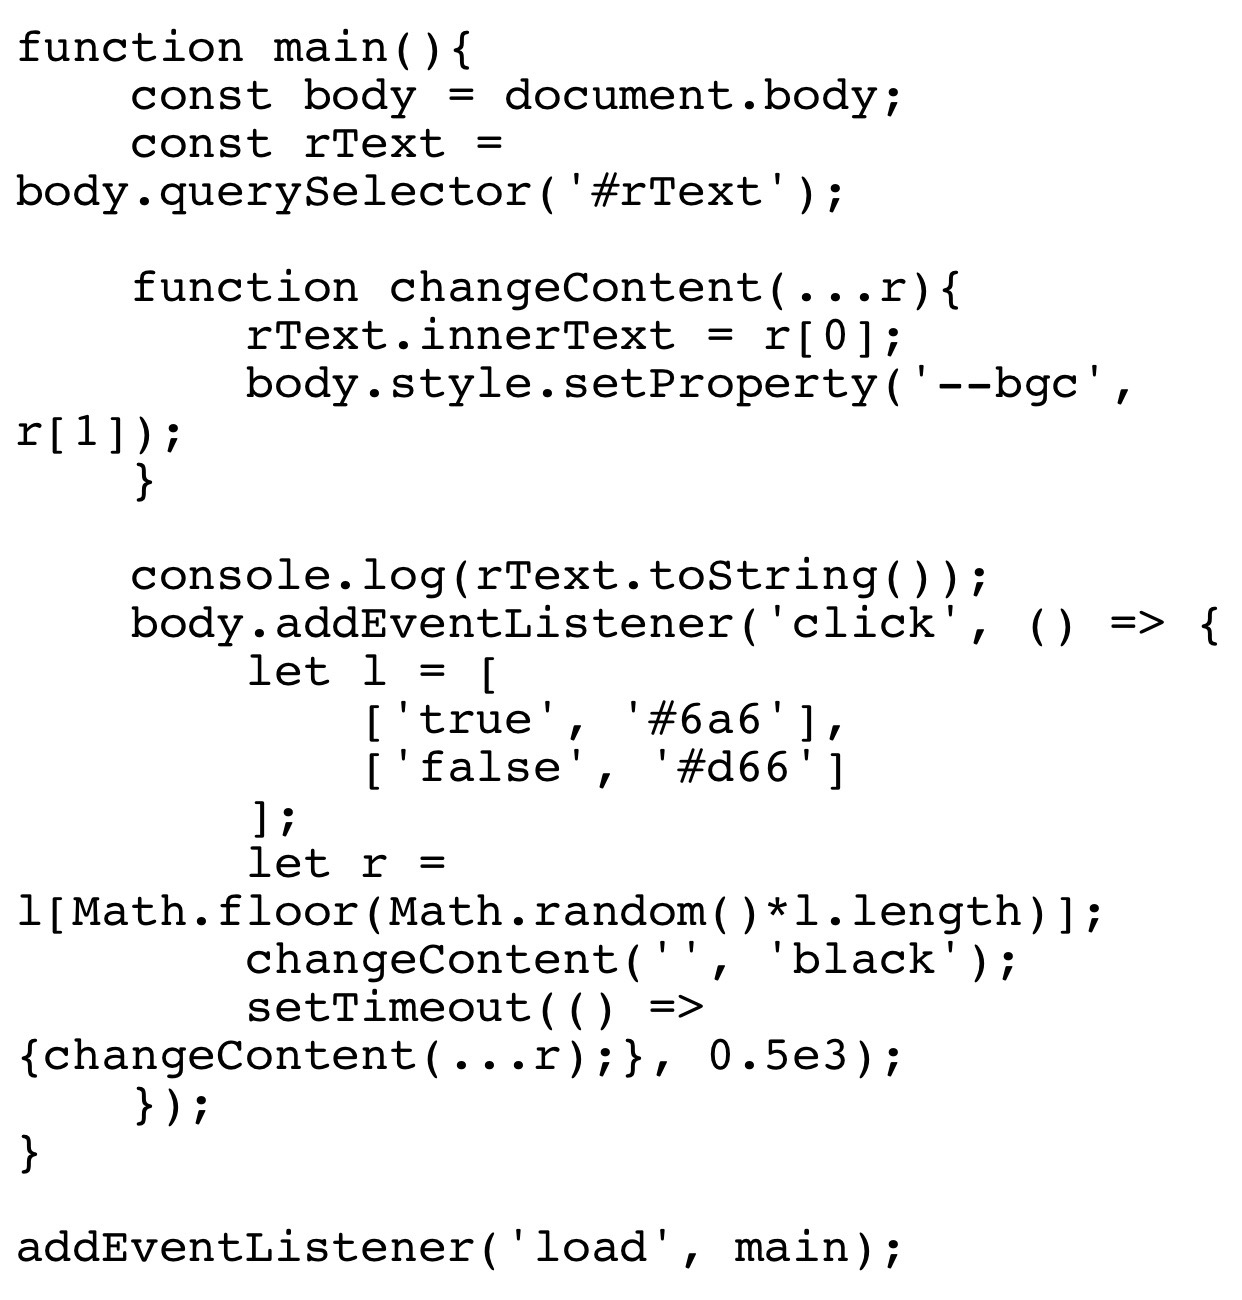 function main(){
    const body = document.body;
    const rText =
body.querySelector('#rText');

    function changeContent(...r){
        rText.innerText = r[0];
        body.style.setProperty('--bgc',
r[1]);
    }

    console.log(rText.toString());
    body.addEventListener('click', () => {
        let l = [
            ['true', '#6a6'],
            ['false', '#d66']
        ];
        let r =
l[Math.floor(Math.random()*l.length)];
        changeContent('', 'black');
        setTimeout(() =>
{changeContent(...r);}, 0.5e3);
    });
}

addEventListener('load', main);